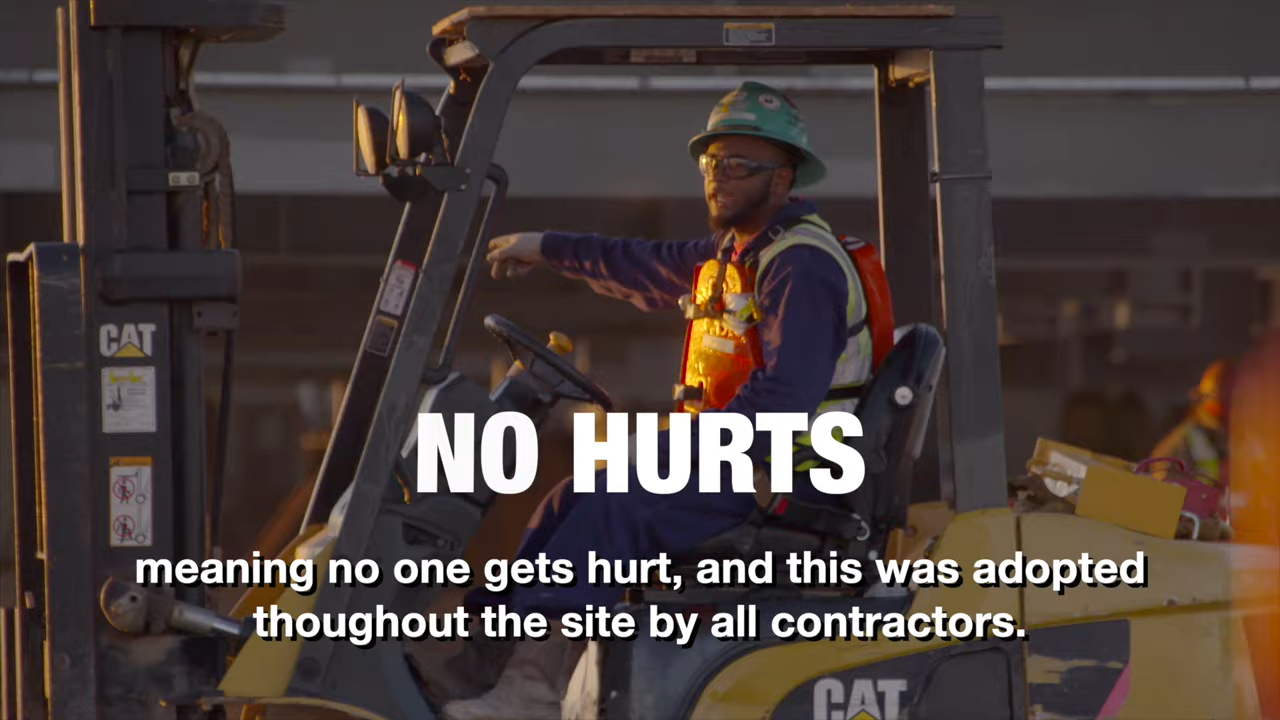 CAT
NO HURTS
meaning no one gets hurt, and this was adopted
thoughout the site by all contractors.
CAT